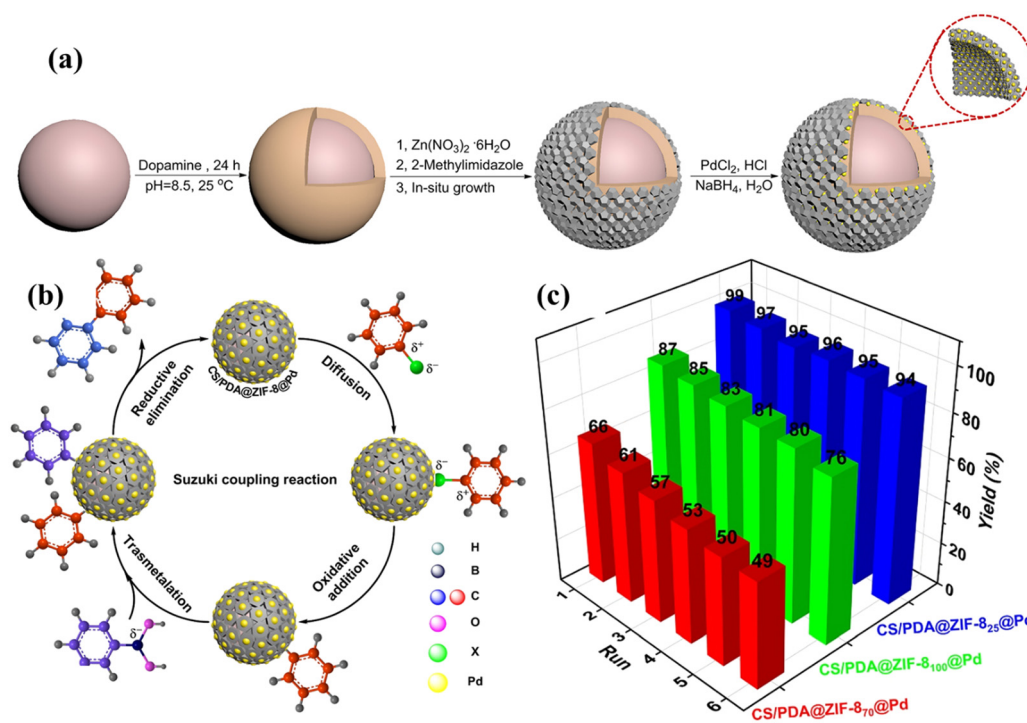 (a)
Dopamine , 24 h
pH=8.5, 25 °C
1, Zn(NO₃)₂ ·6H₂O
2, 2-Methylimidazole
3, In-situ growth
PdCl₂, HCl
NaBH₄, H₂O
(b)
CS/PDA@ZIF-8@Pd
δ⁺
δ⁻
Diffusion
Reductive
elimination
Suzuki coupling reaction
δ⁻
δ⁺
Oxidative
addition
Trasmetalation
δ⁻
H
B
C
O
X
Pd
(c)
99
97
95
96
95
94
87
85
83
81
80
76
66
61
57
53
50
49
100
80
60
40
20
0
Yield (%)
1
2
3
4
5
6
Run
CS/PDA@ZIF-8₂₅@Pd
CS/PDA@ZIF-8₁₀₀@Pd
CS/PDA@ZIF-8₇₀@Pd